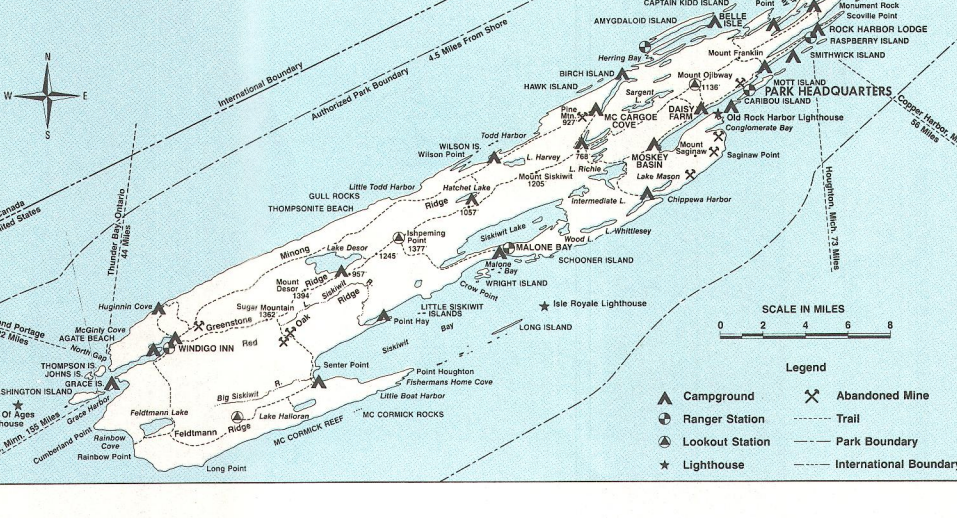 CAPTAIN KIDD ISLAND
Point
Monument Rock
Scoville Point
AMYGDALOID ISLAND
BELLE
ISLE
ROCK HARBOR LODGE
RASPBERRY ISLAND
SMITHWICK ISLAND
Herring Bay
Mount Franklin
BIRCH ISLAND
HAWK ISLAND
Mount Ojibway
1136'
MOTT ISLAND
PARK HEADQUARTERS
CARIBOU ISLAND
Sargent
L.
Pine
Mtn.
927
MC CARGOE
COVE
DAISY
FARM
Old Rock Harbor Lighthouse
Conglomerate Bay
Copper Harbor, M
56 Miles
N
W
E
S
International Boundary
4.5 Miles From Shore
Authorized Park Boundary
Todd Harbor
WILSON IS.
Wilson Point
L. Harvey
768
L. Richie
MOSKEY
BASIN
Mount
Saginaw
Saginaw Point
Lake Mason
Mount Siskiwit
1205
Little Todd Harbor
Hatchet Lake
GULL ROCKS
THOMPSONITE BEACH
Ridge
1057
Intermediate L.
Chippewa Harbor
L. Whittlesey
Wood L.
Houghton, Mich. 73 Miles
Canada
United States
Thunder Bay, Ontario
44 Miles
Minong
Lake Desor
Ishpeming
Point
1377'
1245
Siskiwit Lake
MALONE BAY
SCHOONER ISLAND
Malone
Bay
WRIGHT ISLAND
Crow Point
957
Mount
Desor
1394
Ridge
L. Siskiwit
Ridge
R.
Huginnin Cove
Sugar Mountain
1362
Greenstone
Oak
Red
LITTLE SISKIWIT
ISLANDS
Point Hay
Bay
Siskiwit
Isle Royale Lighthouse
LONG ISLAND
SCALE IN MILES
0 2 4 6 8
and Portage
2 Miles
McGinty Cove
AGATE BEACH
North Gap
WINDIGO INN
THOMPSON IS.
JOHNS IS.
GRACE IS.
SHINGTON ISLAND
Of Ages
house
Grace Harbor
Minn. 155 Miles
Cumberland Point
Senter Point
Point Houghton
Fishermans Home Cove
Little Boat Harbor
Big Siskiwit
R.
MC CORMICK ROCKS
MC CORMICK REEF
Feldtmann Lake
Lake Halloran
Feldtmann
Ridge
Rainbow
Cove
Rainbow Point
Long Point
Legend
Campground
Abandoned Mine
Ranger Station
Trail
Lookout Station
Park Boundary
Lighthouse
International Boundary